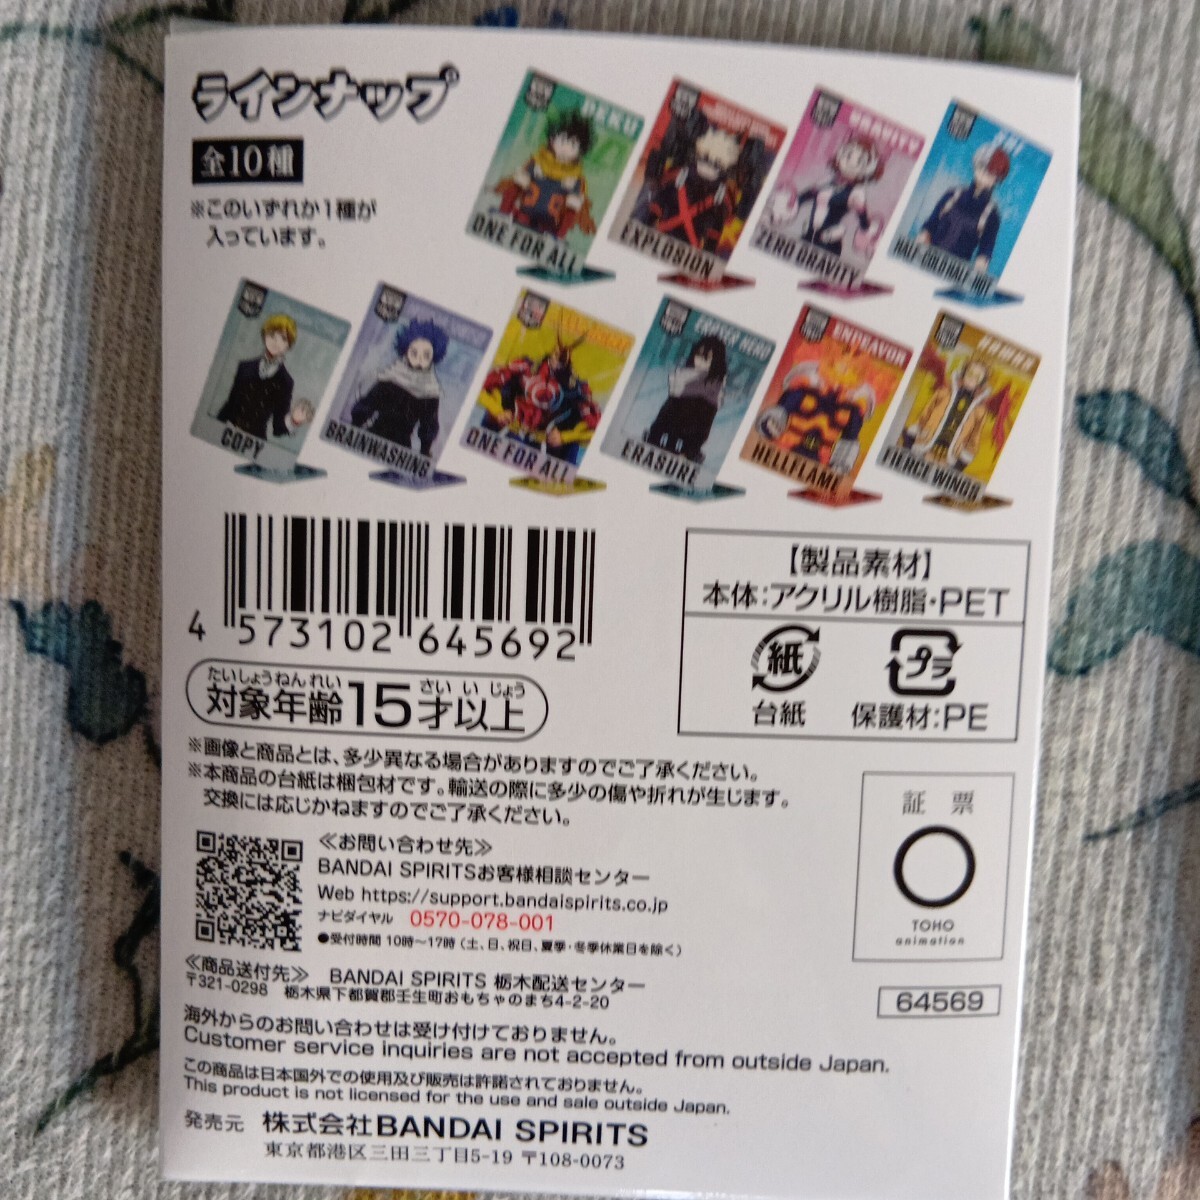 ラインナップ
全10種
※このいずれか1種が
入っています。
DEKU
ONE FOR ALL
EXPLOSION
GRAVITY
ZERO GRAVITY
HALF-COLD HALF-HOT
COPY
BRAINWASHING
ONE FOR ALL
ERASER HERO
ERASURE
ENDEAVOR
HELLFLAME
HAWKS
FIERCE WINGS
4 573102 645692
たいしょうねんれい さいいじょう
対象年齢15才以上
【製品素材】
本体:アクリル樹脂・PET
紙
台紙
プラ
保護材:PE
※画像と商品とは、多少異なる場合がありますのでご了承ください。
※本商品の台紙は梱包材です。輸送の際に多少の傷や折れが生じます。
交換には応じかねますのでご了承ください。
≪お問い合わせ先≫
BANDAI SPIRITSお客様相談センター
Web https://support.bandaispirits.co.jp
ナビダイヤル 0570-078-001
●受付時間 10時〜17時(土、日、祝日、夏季・冬季休業日を除く)
証票
TOHO
animation
≪商品送付先≫ BANDAI SPIRITS 栃木配送センター
〒321-0298 栃木県下都賀郡壬生町おもちゃのまち4-2-20
64569
海外からのお問い合わせは受け付けておりません。
Customer service inquiries are not accepted from outside Japan.
この商品は日本国外での使用及び販売は許諾されておりません。
This product is not licensed for the use and sale outside Japan.
発売元 株式会社BANDAI SPIRITS
東京都港区三田三丁目5-19 〒108-0073